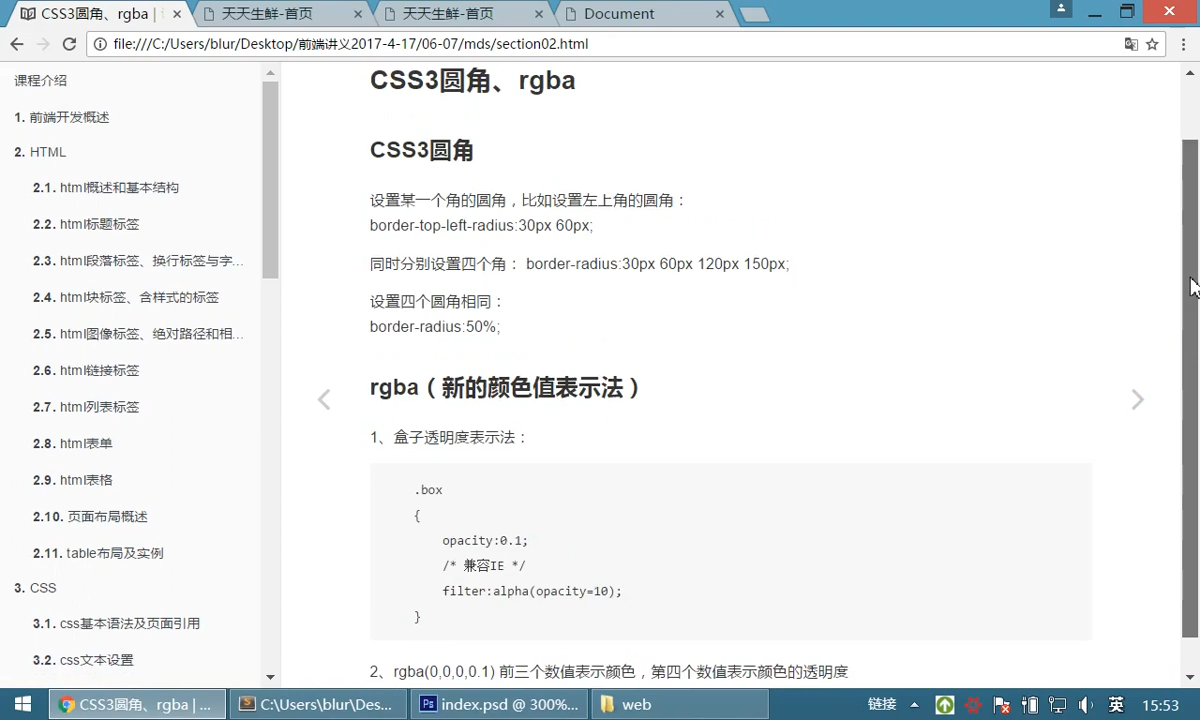 CSS3圆角、rgba |
天天生鲜-首页
天天生鲜-首页
Document
file:///C:/Users/blur/Desktop/前端讲义2017-4-17/06-07/mds/section02.html
课程介绍
1. 前端开发概述
2. HTML
2.1. html概述和基本结构
2.2. html标题标签
2.3. html段落标签、换行标签与字...
2.4. html块标签、含样式的标签
2.5. html图像标签、绝对路径和相...
2.6. html链接标签
2.7. html列表标签
2.8. html表单
2.9. html表格
2.10. 页面布局概述
2.11. table布局及实例
3. CSS
3.1. css基本语法及页面引用
3.2. css文本设置
CSS3圆角、rgba
CSS3圆角
设置某一个角的圆角，比如设置左上角的圆角：
border-top-left-radius:30px 60px;
同时分别设置四个角： border-radius:30px 60px 120px 150px;
设置四个圆角相同：
border-radius:50%;
rgba（新的颜色值表示法）
1、盒子透明度表示法：
.box
{
opacity:0.1;
/* 兼容IE */
filter:alpha(opacity=10);
}
2、rgba(0,0,0,0.1) 前三个数值表示颜色，第四个数值表示颜色的透明度
CSS3圆角、rgba | ...
C:\Users\blur\Des...
Ps index.psd @ 300%...
web
链接
英
15:53